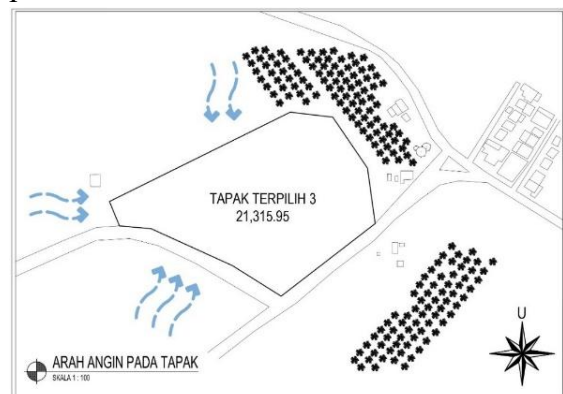 TAPAK TERPILIH 3
21,315.95
U
ARAH ANGIN PADA TAPAK
SKALA 1 : 100